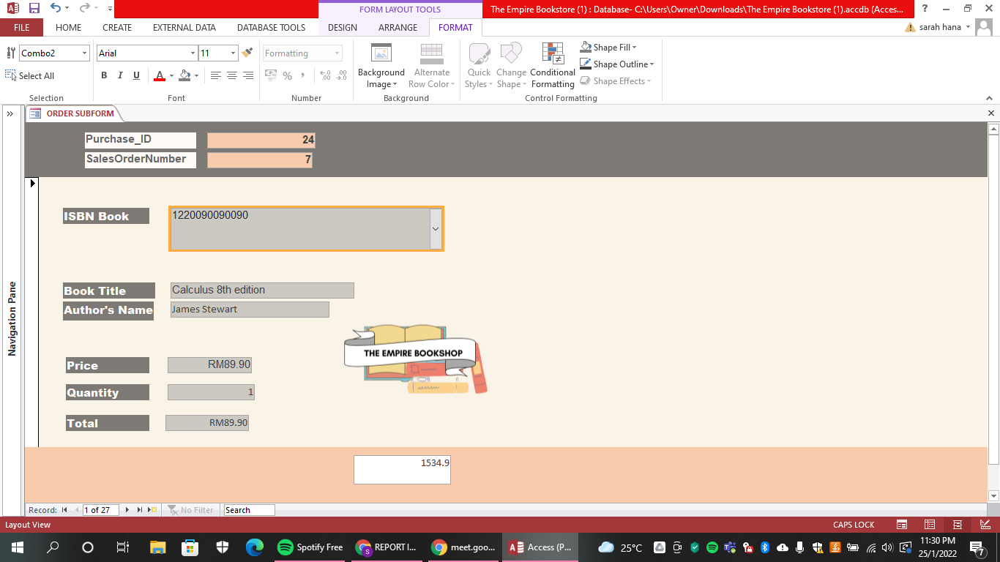 FORM LAYOUT TOOLS
The Empire Bookstore (1) : Database- C:\Users\Owner\Downloads\The Empire Bookstore (1).accdb (Acces...
?
FILE HOME CREATE EXTERNAL DATA DATABASE TOOLS DESIGN ARRANGE FORMAT sarah hana
Combo2 Arial 11 Formatting
Select All
B I U A % ,
Background Image
Alternate Row Color
Quick Styles
Change Shape
Conditional Formatting
Shape Fill
Shape Outline
Shape Effects
Selection Font Number Background Control Formatting
ORDER SUBFORM
Navigation Pane
Purchase_ID 24
SalesOrderNumber 7
ISBN Book 1220090090090
Book Title Calculus 8th edition
Author's Name James Stewart
THE EMPIRE BOOKSHOP
Price RM89.90
Quantity 1
Total RM89.90
1534.9
Record: 1 of 27 No Filter Search
Layout View CAPS LOCK
Spotify Free REPORT I... meet.goo... Access (P... 25°C 11:30 PM
25/1/2022 7